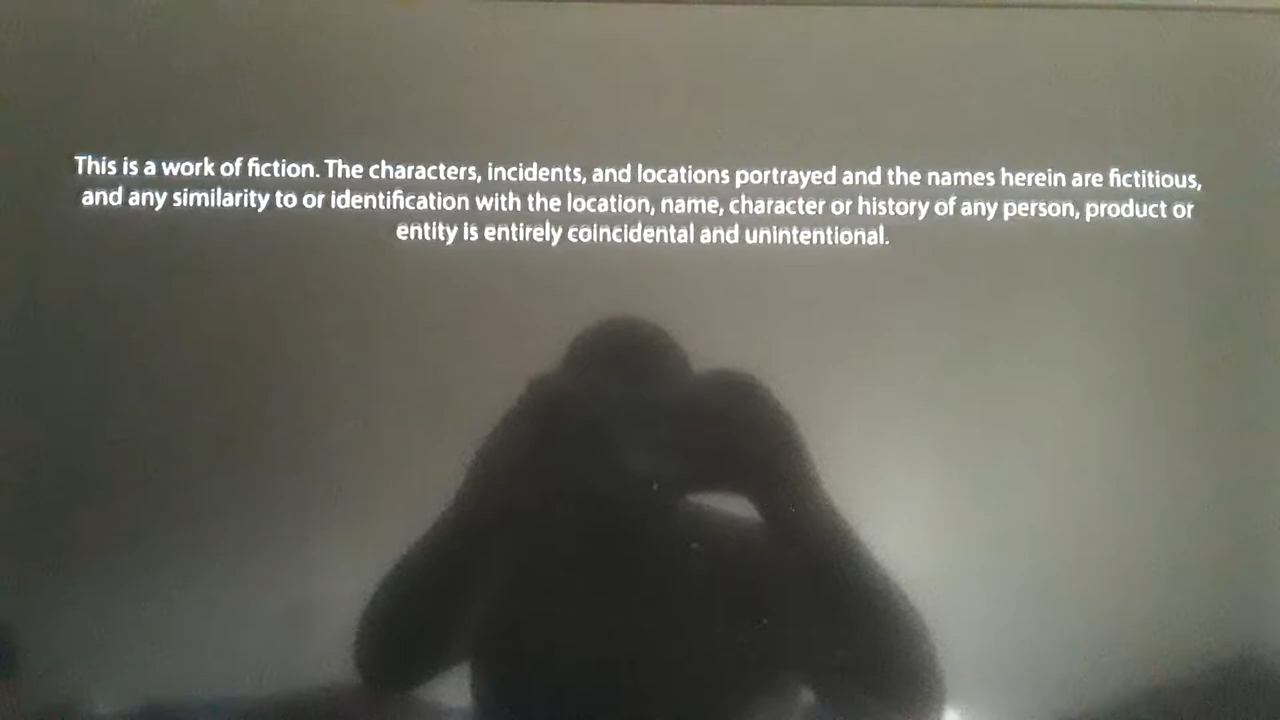 This is a work of fiction. The characters, incidents, and locations portrayed and the names herein are fictitious,
and any similarity to or identification with the location, name, character or history of any person, product or
entity is entirely coincidental and unintentional.